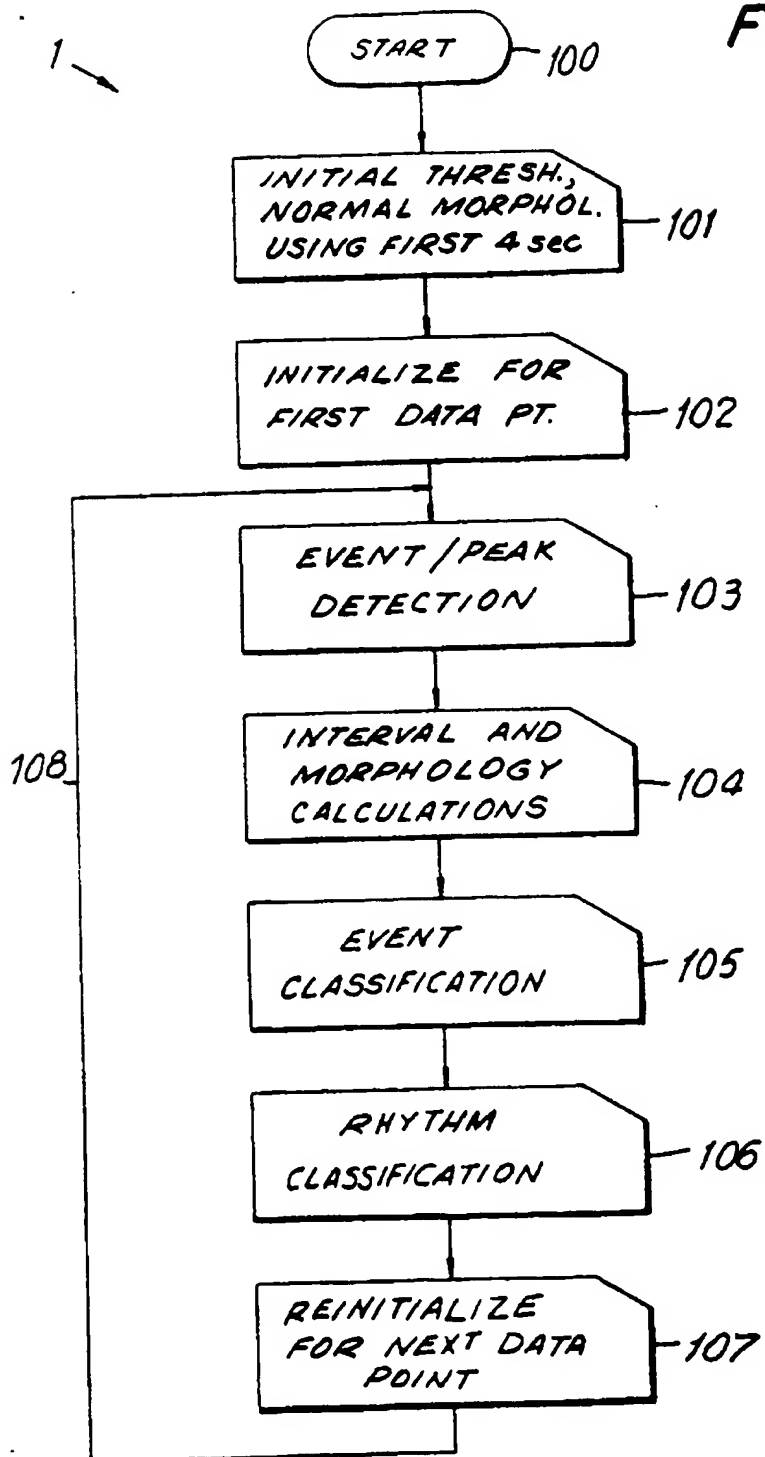 F
1
START
100
INITIAL THRESH.,
NORMAL MORPHOL.
USING FIRST 4 sec
101
INITIALIZE FOR
FIRST DATA PT.
102
EVENT / PEAK
DETECTION
103
INTERVAL AND
MORPHOLOGY
CALCULATIONS
104
108
EVENT
CLASSIFICATION
105
RHYTHM
CLASSIFICATION
106
REINITIALIZE
FOR NEXT DATA
POINT
107